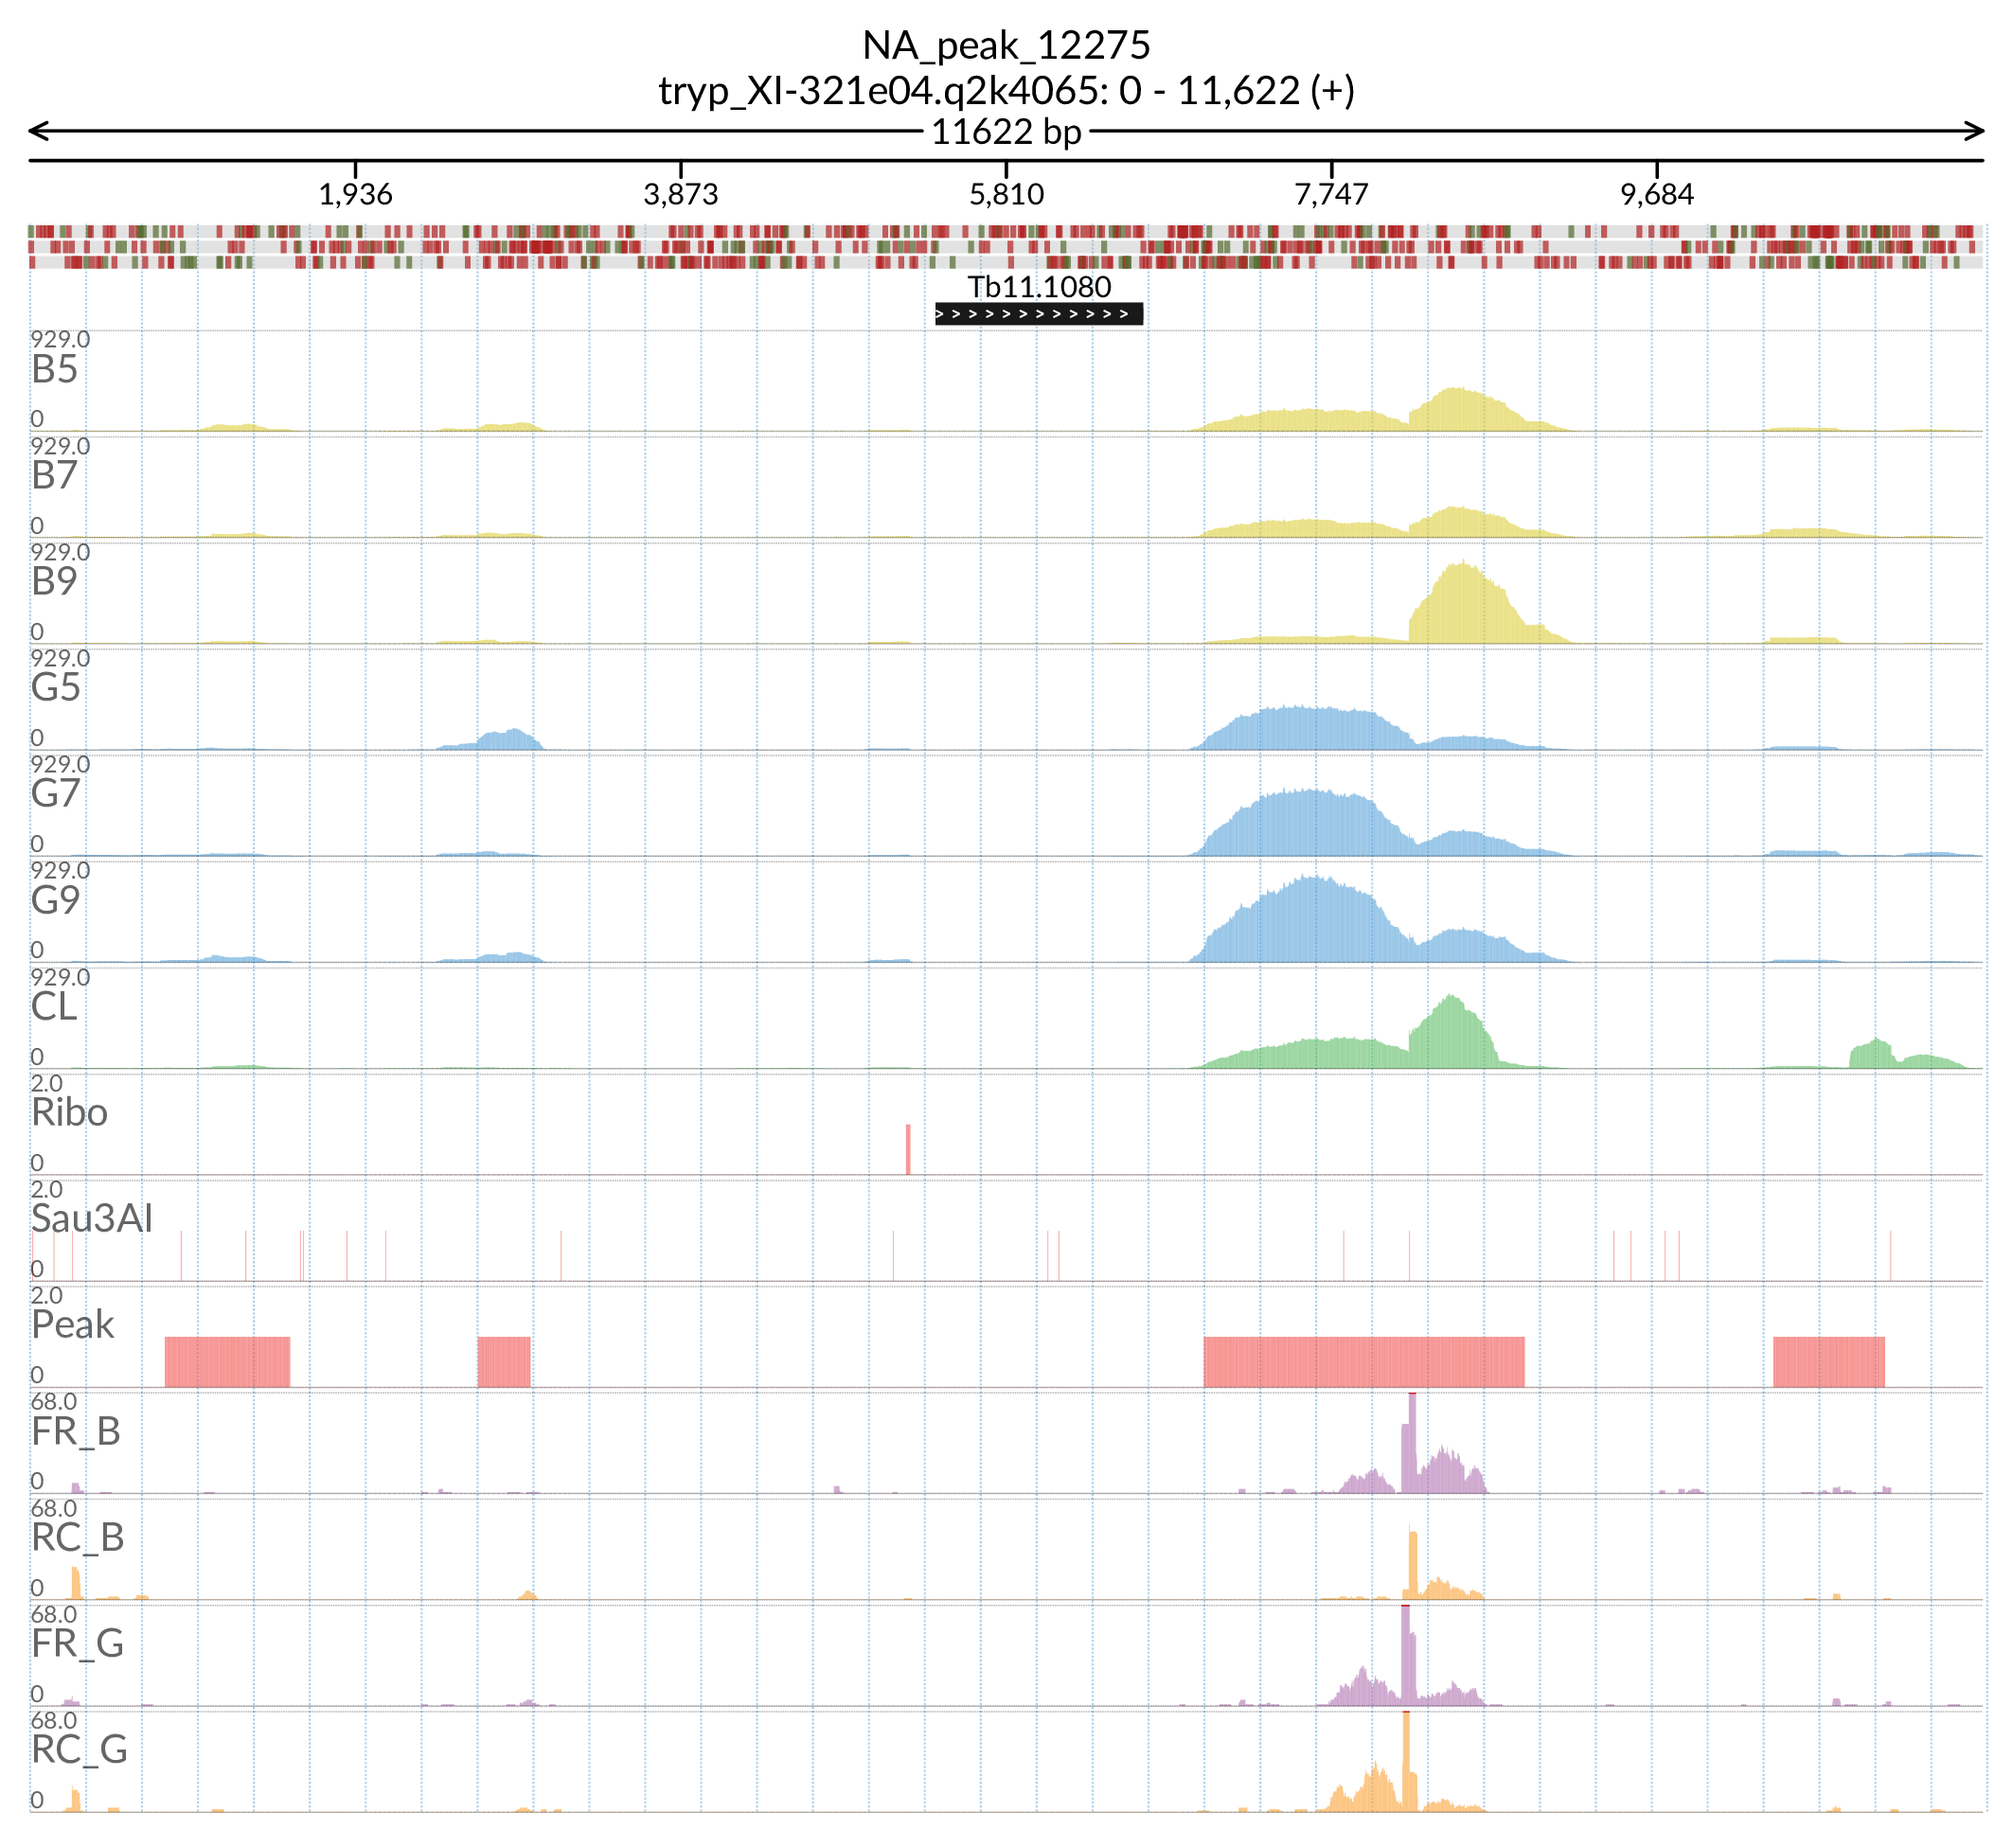 NA_peak_12275
tryp_XI-321e04.q2k4065: 0 - 11,622 (+)
11622 bp
1,936 3,873 5,810 7,747 9,684
Tb11.1080
929.0
B5
0
929.0
B7
0
929.0
B9
0
929.0
G5
0
929.0
G7
0
929.0
G9
0
929.0
CL
0
2.0
Ribo
0
2.0
Sau3AI
0
2.0
Peak
0
68.0
FR_B
0
68.0
RC_B
0
68.0
FR_G
0
68.0
RC_G
0